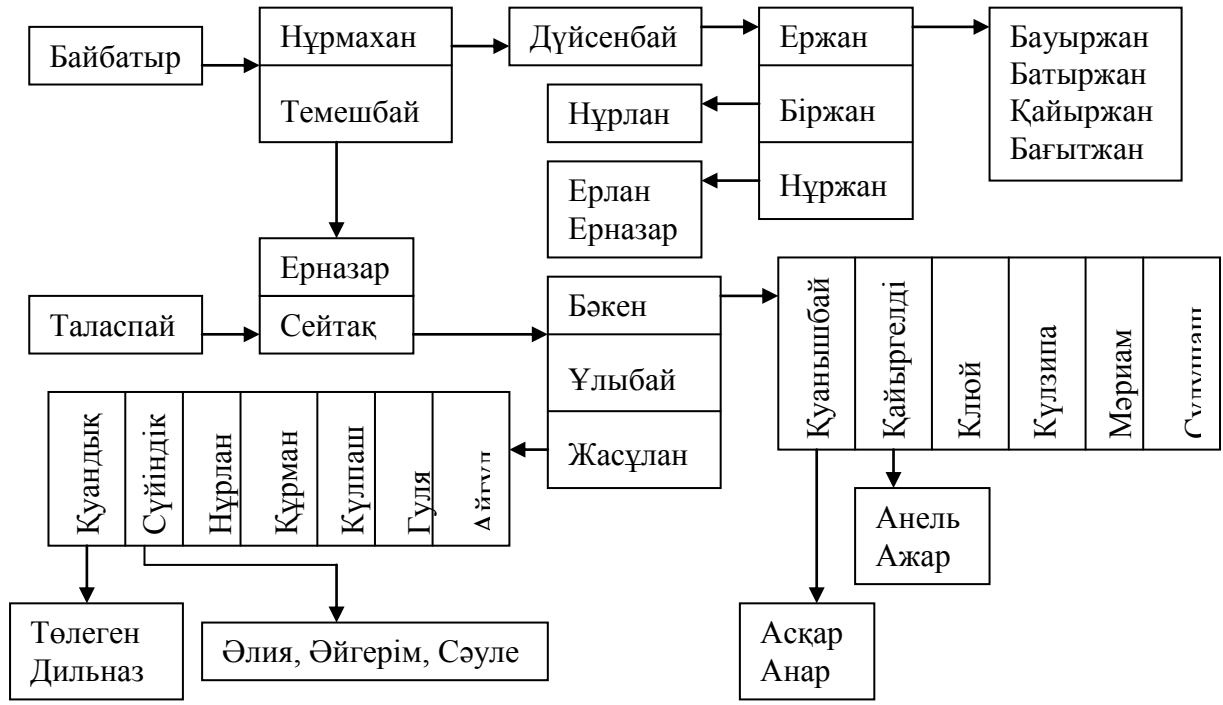 Байбатыр
Нұрмахан
Темешбай
Дүйсенбай
Ержан
Біржан
Нұржан
Бауыржан
Батыржан
Қайыржан
Бағытжан
Нұрлан
Ерлан
Ерназар
Ерназар
Сейтақ
Таласпай
Бәкен
Ұлыбай
Жасұлан
Қуанышбай
Қайыргелді
Клюй
Күлзипа
Мәриам
Қуандық
Сүйіндік
Нұрлан
Құрман
Күлпаш
Гуля
Анель
Ажар
Асқар
Анар
Төлеген
Дильназ
Әлия, Әйгерім, Сәуле